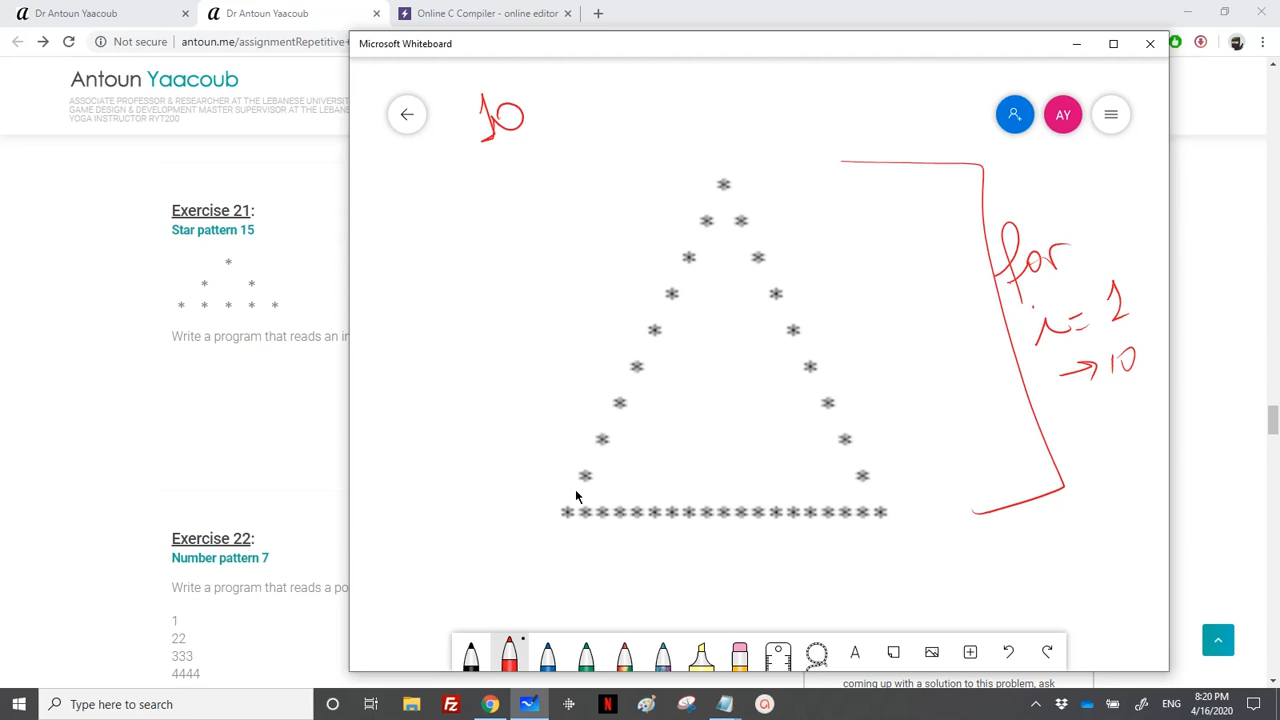 Dr Antoun Yaacoub
Dr Antoun Yaacoub
Online C Compiler - online editor
Not secure
antoun.me/assignmentRepetitive+
Microsoft Whiteboard
Antoun Yaacoub
ASSOCIATE PROFESSOR & RESEARCHER AT THE LEBANESE UNIVERSIT
GAME DESIGN & DEVELOPMENT MASTER SUPERVISOR AT THE LEBANE
YOGA INSTRUCTOR RYT200
10
AY
*
* *
* *
* *
* *
* *
* *
* *
* *
* * * * * * * * * * * * * * * * * * *
for
i = 1
→ 10
Exercise 21:
Star pattern 15
*
* *
* * * * *
Write a program that reads an in
Exercise 22:
Number pattern 7
Write a program that reads a po
1
22
333
4444
A
coming up with a solution to this problem, ask
Type here to search
ENG
8:20 PM
4/16/2020